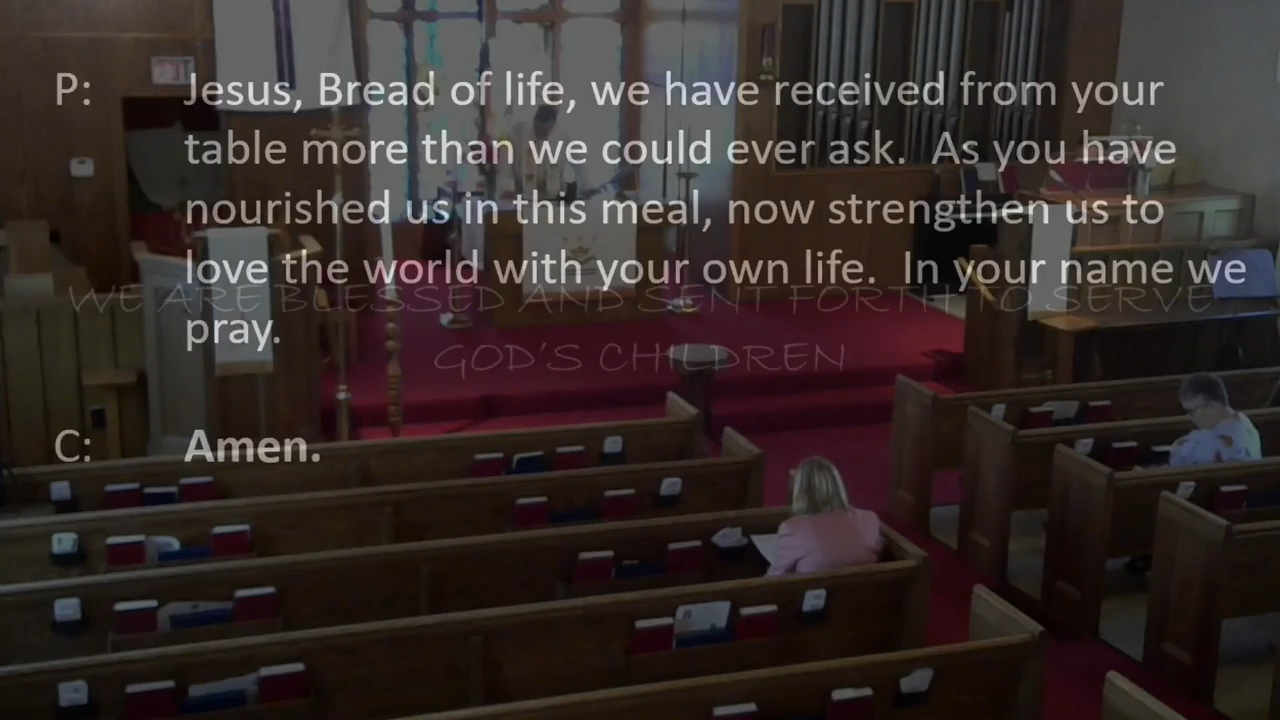 P: Jesus, Bread of life, we have received from your
table more than we could ever ask. As you have
nourished us in this meal, now strengthen us to
love the world with your own life. In your name we
pray.
WE ARE BLESSED AND SENT FORTH TO SERVE
GOD'S CHILDREN
C: Amen.